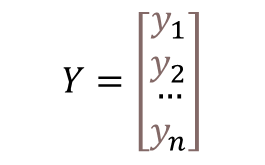 Y = [y₁
y₂
...
yₙ]